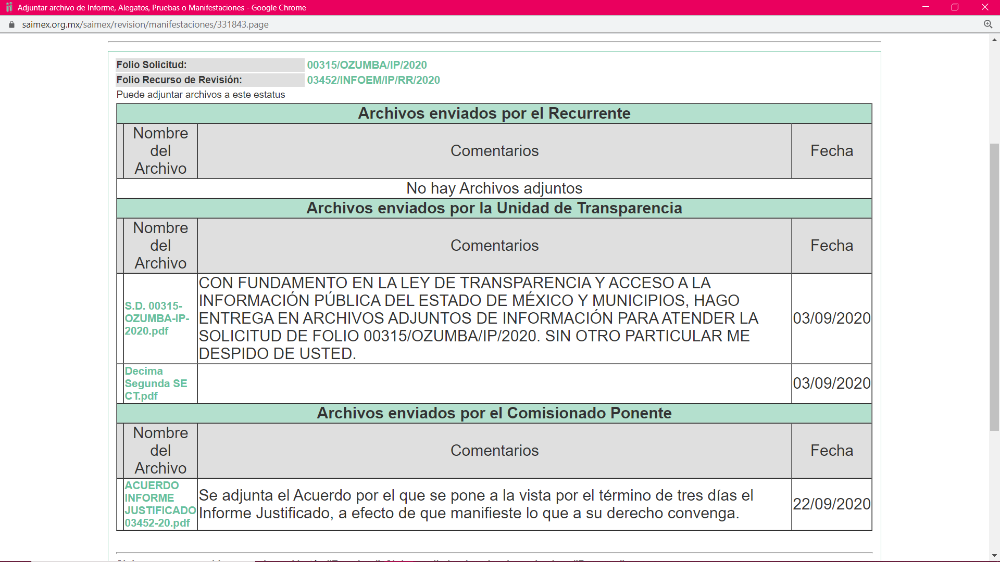 Adjuntar archivo de Informe, Alegatos, Pruebas o Manifestaciones - Google Chrome
saimex.org.mx/saimex/revision/manifestaciones/331843.page
Folio Solicitud: 00315/OZUMBA/IP/2020
Folio Recurso de Revisión: 03452/INFOEM/IP/RR/2020
Puede adjuntar archivos a este estatus
Archivos enviados por el Recurrente
Nombre
del
Archivo
Comentarios
Fecha
No hay Archivos adjuntos
Archivos enviados por la Unidad de Transparencia
Nombre
del
Archivo
Comentarios
Fecha
S.D. 00315-
OZUMBA-IP-
2020.pdf
CON FUNDAMENTO EN LA LEY DE TRANSPARENCIA Y ACCESO A LA
INFORMACIÓN PÚBLICA DEL ESTADO DE MÉXICO Y MUNICIPIOS, HAGO
ENTREGA EN ARCHIVOS ADJUNTOS DE INFORMACIÓN PARA ATENDER LA
SOLICITUD DE FOLIO 00315/OZUMBA/IP/2020. SIN OTRO PARTICULAR ME
DESPIDO DE USTED.
03/09/2020
Decima
Segunda SE
CT.pdf
03/09/2020
Archivos enviados por el Comisionado Ponente
Nombre
del
Archivo
Comentarios
Fecha
ACUERDO
INFORME
JUSTIFICADO
03452-20.pdf
Se adjunta el Acuerdo por el que se pone a la vista por el término de tres días el
Informe Justificado, a efecto de que manifieste lo que a su derecho convenga.
22/09/2020